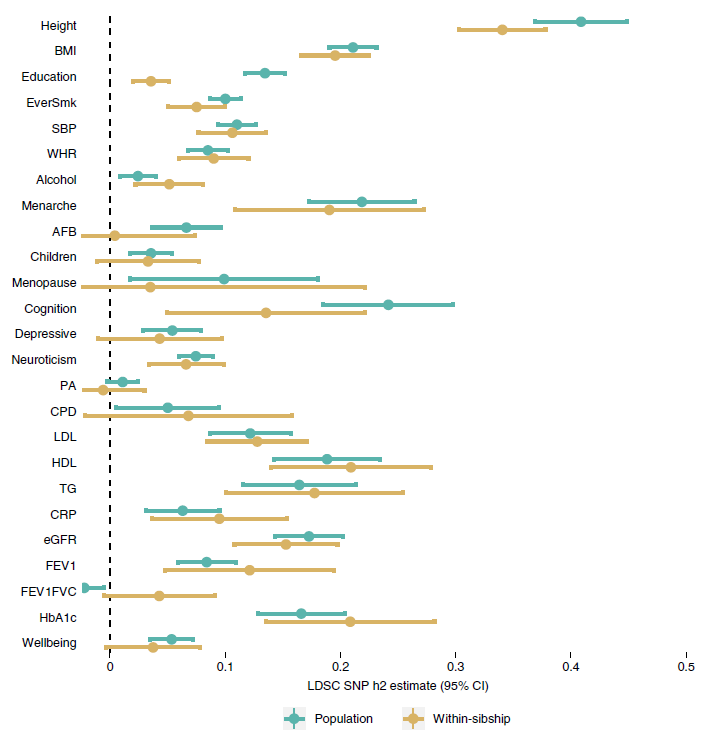 Height
BMI
Education
EverSmk
SBP
WHR
Alcohol
Menarche
AFB
Children
Menopause
Cognition
Depressive
Neuroticism
PA
CPD
LDL
HDL
TG
CRP
eGFR
FEV1
FEV1FVC
HbA1c
Wellbeing
0 0.1 0.2 0.3 0.4 0.5
LDSC SNP h2 estimate (95% CI)
Population Within-sibship